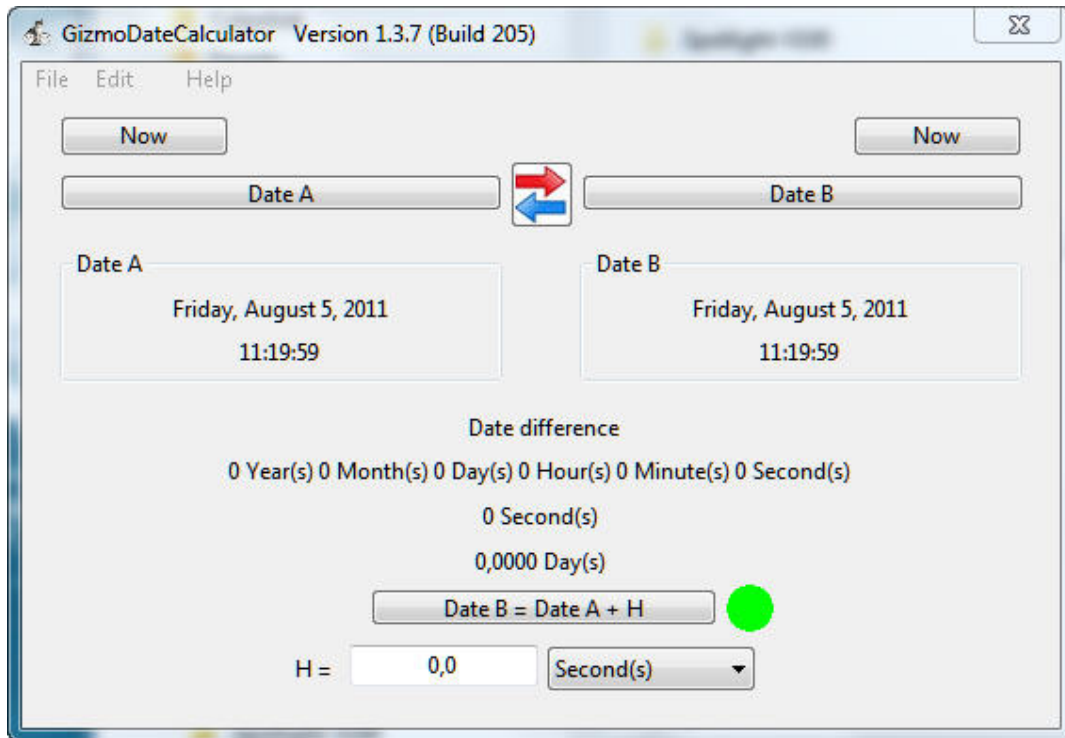 GizmoDateCalculator Version 1.3.7 (Build 205)
File Edit Help
Now Now
Date A Date B
Date A Date B
Friday, August 5, 2011 Friday, August 5, 2011
11:19:59 11:19:59
Date difference
0 Year(s) 0 Month(s) 0 Day(s) 0 Hour(s) 0 Minute(s) 0 Second(s)
0 Second(s)
0,0000 Day(s)
Date B = Date A + H
H = 0,0 Second(s)